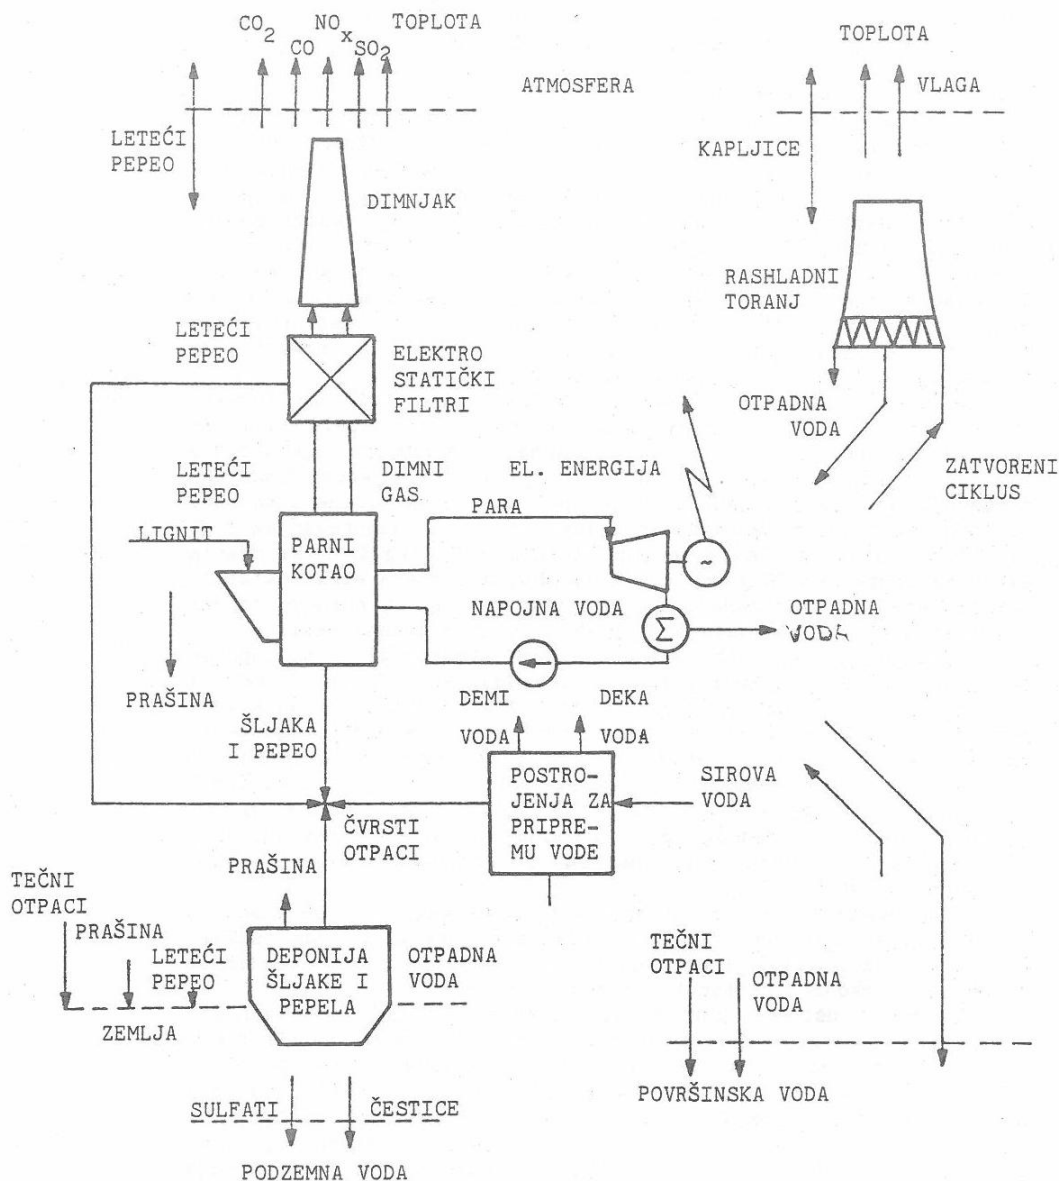 CO2
CO
NOx
SO2
TOPLOTA
ATMOSFERA
LETEĆI
PEPEO
DIMNJAK
TOPLOTA
VLAGA
KAPLJICE
RASHLADNI
TORANJ
LETEĆI
PEPEO
ELEKTRO
STATIČKI
FILTRI
OTPADNA
VODA
ZATVORENI
CIKLUS
LETEĆI
PEPEO
DIMNI
GAS
EL. ENERGIJA
PARA
LIGNIT
PARNI
KOTAO
~
NAPOJNA VODA
Σ
OTPADNA
VODA
PRAŠINA
ŠLJAKA
I PEPEO
DEMI
VODA
DEKA
VODA
POSTRO-
JENJA ZA
PRIPRE-
MU VODE
SIROVA
VODA
ČVRSTI
OTPACI
PRAŠINA
TEČNI
OTPACI
PRAŠINA
LETEĆI
PEPEO
DEPONIJA
ŠLJAKE I
PEPELA
OTPADNA
VODA
ZEMLJA
TEČNI
OTPACI
OTPADNA
VODA
POVRŠINSKA VODA
SULFATI
ČESTICE
PODZEMNA VODA